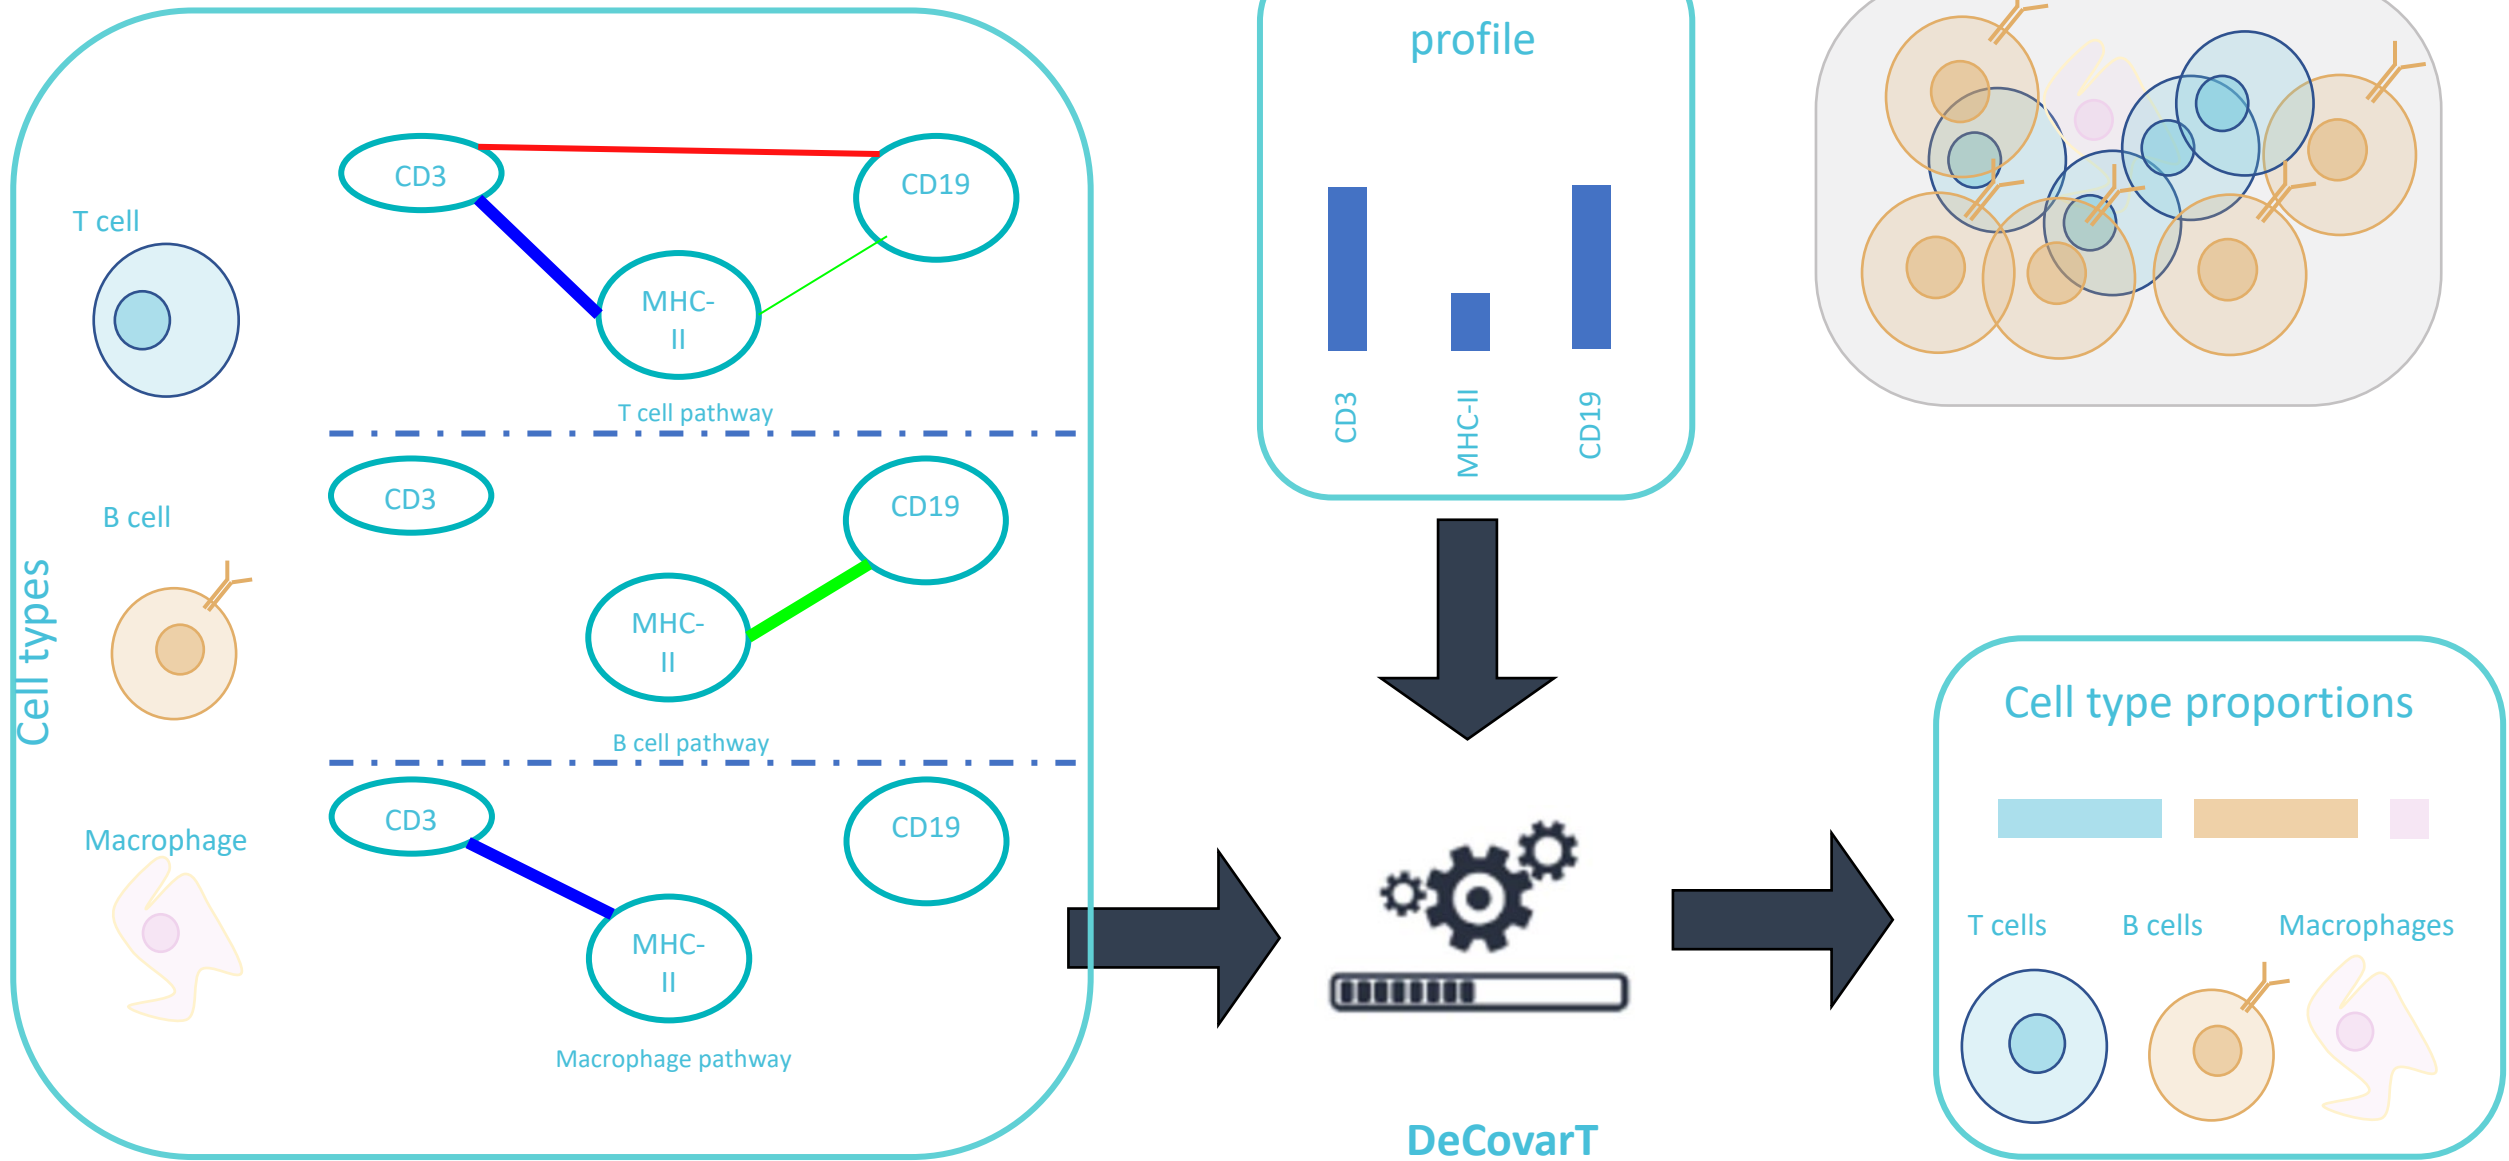 Cell types
T cell
CD3
CD19
MHC-
II
T cell pathway
B cell
CD3
CD19
MHC-
II
B cell pathway
Macrophage
CD3
CD19
MHC-
II
Macrophage pathway
profile
CD3
MHC-II
CD19
DeCovarT
Cell type proportions
T cells
B cells
Macrophages